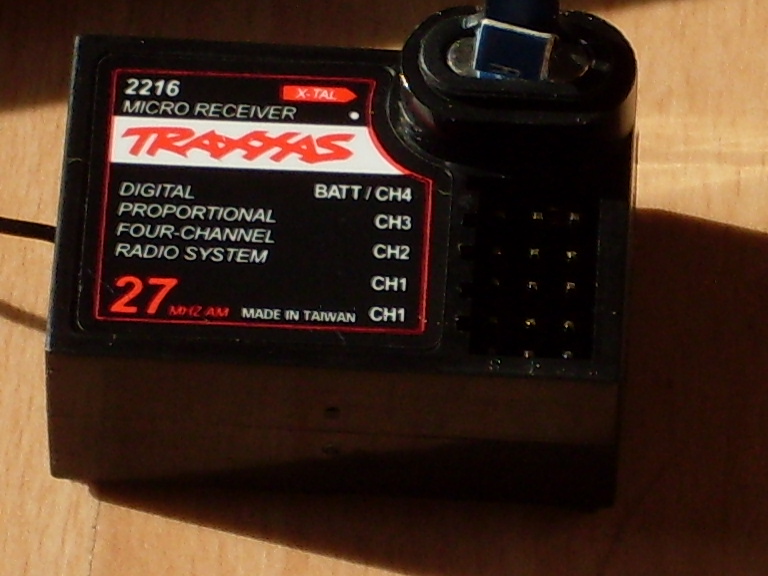 2216
X-TAL
MICRO RECEIVER
TRAXXAS
DIGITAL
PROPORTIONAL
FOUR-CHANNEL
RADIO SYSTEM
BATT / CH4
CH3
CH2
CH1
CH1
27 MHZ AM
MADE IN TAIWAN